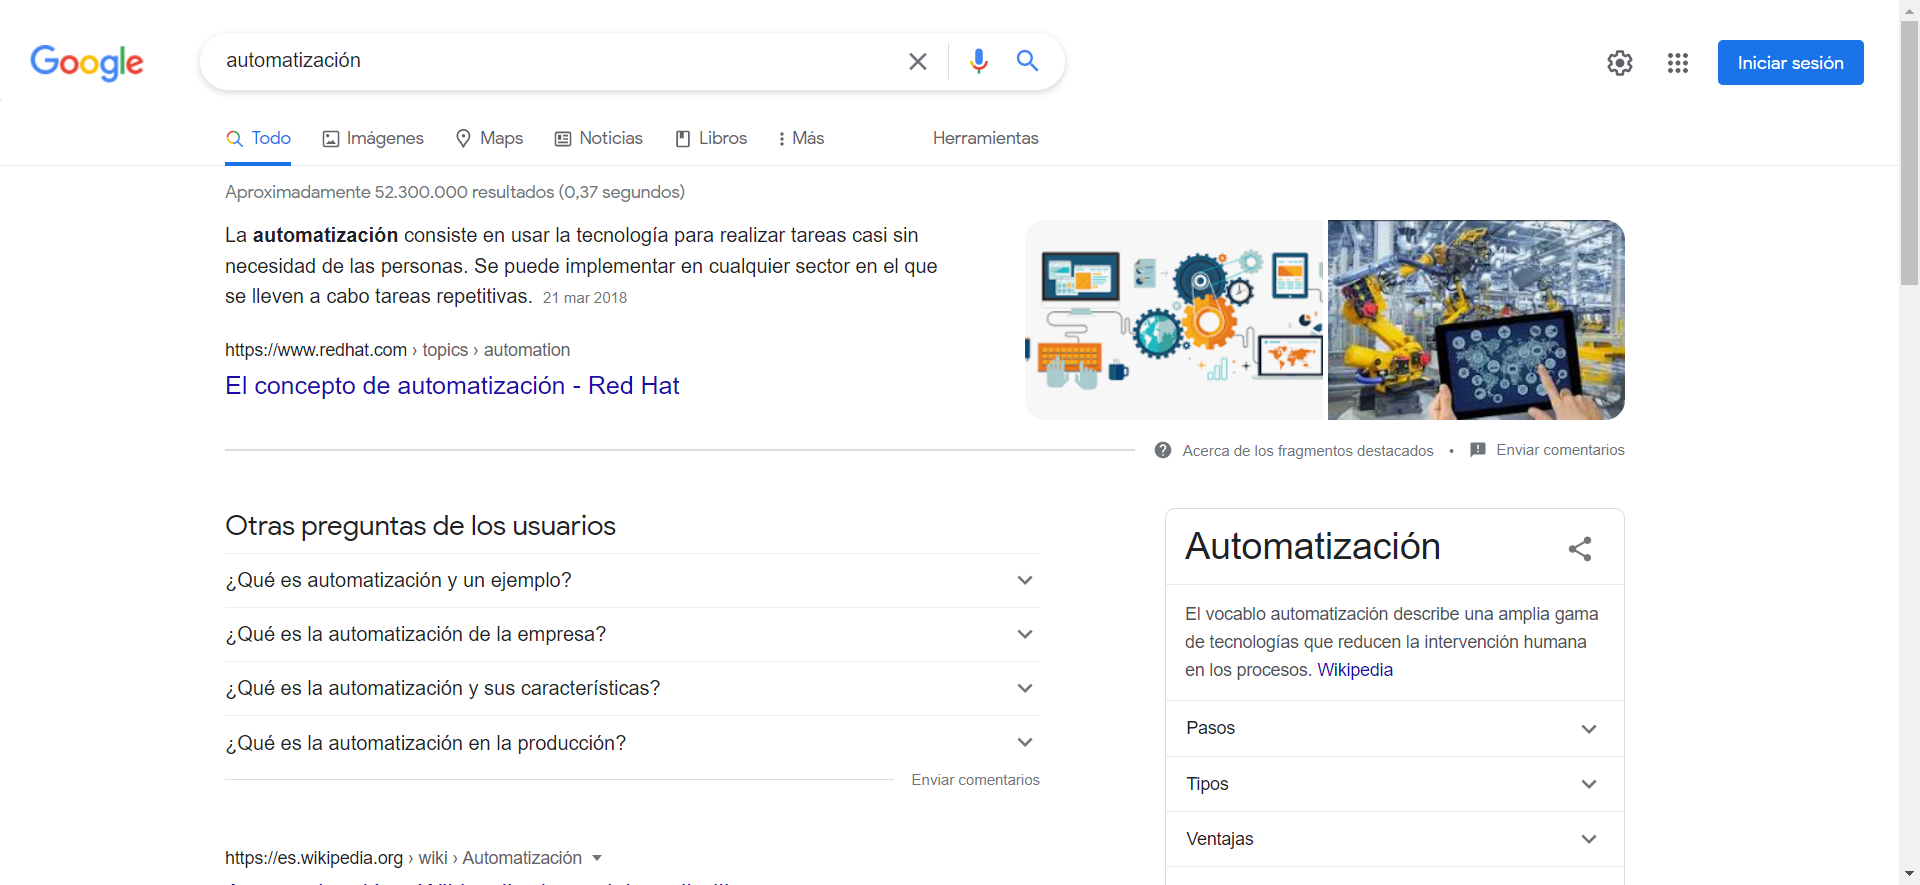 Google
automatización
Iniciar sesión
Todo
Imágenes
Maps
Noticias
Libros
Más
Herramientas
Aproximadamente 52.300.000 resultados (0,37 segundos)
La automatización consiste en usar la tecnología para realizar tareas casi sin
necesidad de las personas. Se puede implementar en cualquier sector en el que
se lleven a cabo tareas repetitivas. 21 mar 2018
https://www.redhat.com › topics › automation
El concepto de automatización - Red Hat
Acerca de los fragmentos destacados • Enviar comentarios
Otras preguntas de los usuarios
¿Qué es automatización y un ejemplo?
¿Qué es la automatización de la empresa?
¿Qué es la automatización y sus características?
¿Qué es la automatización en la producción?
Enviar comentarios
https://es.wikipedia.org › wiki › Automatización
Automatización
El vocablo automatización describe una amplia gama
de tecnologías que reducen la intervención humana
en los procesos. Wikipedia
Pasos
Tipos
Ventajas